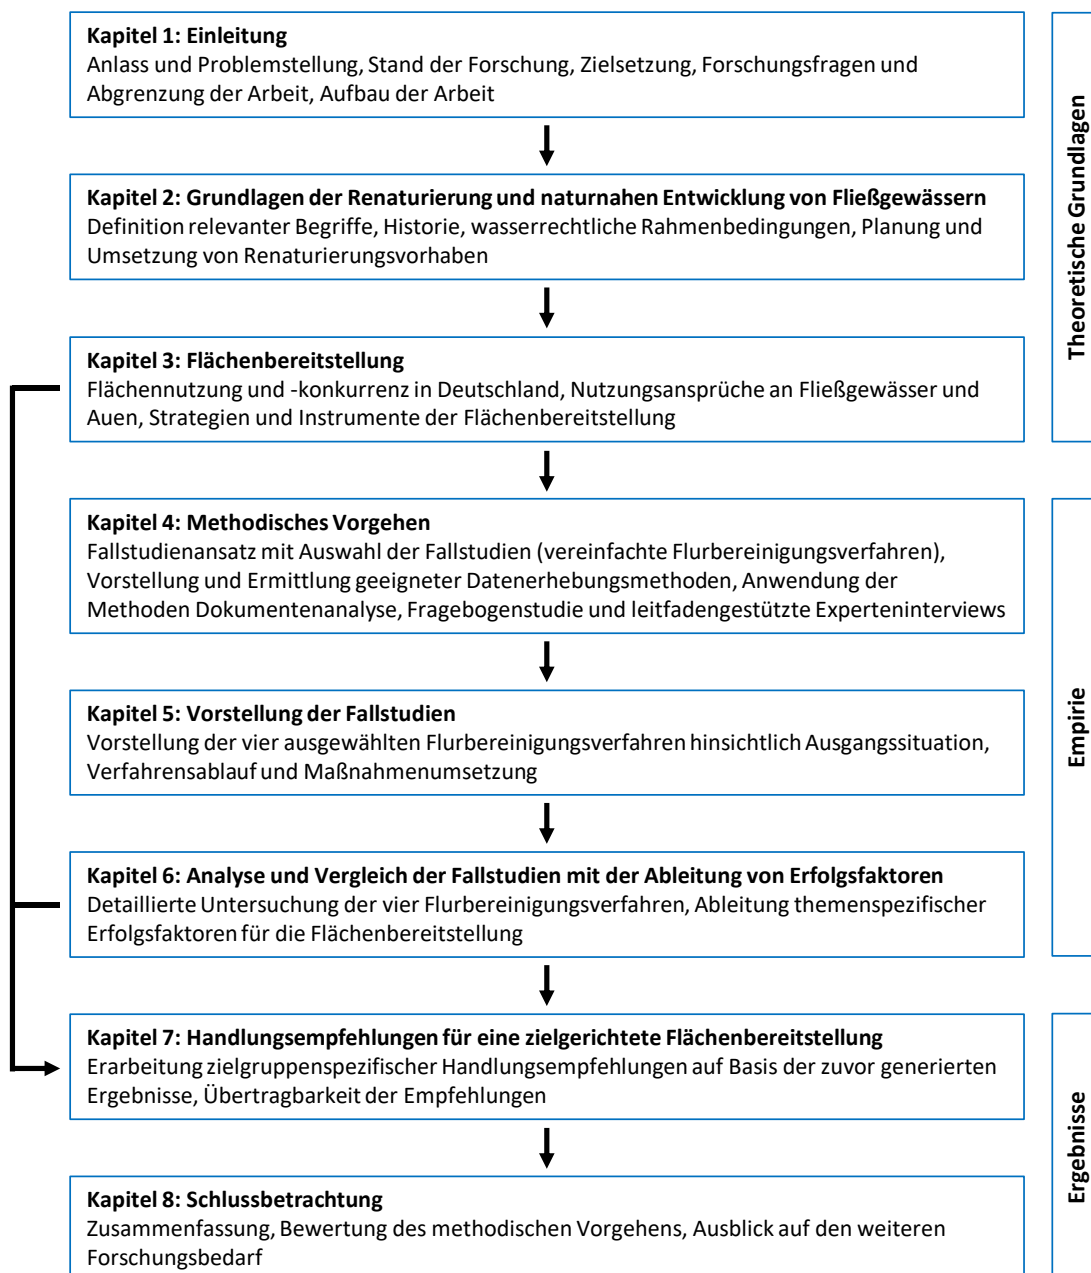 Kapitel 1: Einleitung
Anlass und Problemstellung, Stand der Forschung, Zielsetzung, Forschungsfragen und
Abgrenzung der Arbeit, Aufbau der Arbeit
Kapitel 2: Grundlagen der Renaturierung und naturnahen Entwicklung von Fließgewässern
Definition relevanter Begriffe, Historie, wasserrechtliche Rahmenbedingungen, Planung und
Umsetzung von Renaturierungsvorhaben
Kapitel 3: Flächenbereitstellung
Flächennutzung und -konkurrenz in Deutschland, Nutzungsansprüche an Fließgewässer und
Auen, Strategien und Instrumente der Flächenbereitstellung
Theoretische Grundlagen
Kapitel 4: Methodisches Vorgehen
Fallstudienansatz mit Auswahl der Fallstudien (vereinfachte Flurbereinigungsverfahren),
Vorstellung und Ermittlung geeigneter Datenerhebungsmethoden, Anwendung der
Methoden Dokumentenanalyse, Fragebogenstudie und leitfadengestützte Experteninterviews
Kapitel 5: Vorstellung der Fallstudien
Vorstellung der vier ausgewählten Flurbereinigungsverfahren hinsichtlich Ausgangssituation,
Verfahrensablauf und Maßnahmenumsetzung
Kapitel 6: Analyse und Vergleich der Fallstudien mit der Ableitung von Erfolgsfaktoren
Detaillierte Untersuchung der vier Flurbereinigungsverfahren, Ableitung themenspezifischer
Erfolgsfaktoren für die Flächenbereitstellung
Empirie
Kapitel 7: Handlungsempfehlungen für eine zielgerichtete Flächenbereitstellung
Erarbeitung zielgruppenspezifischer Handlungsempfehlungen auf Basis der zuvor generierten
Ergebnisse, Übertragbarkeit der Empfehlungen
Kapitel 8: Schlussbetrachtung
Zusammenfassung, Bewertung des methodischen Vorgehens, Ausblick auf den weiteren
Forschungsbedarf
Ergebnisse